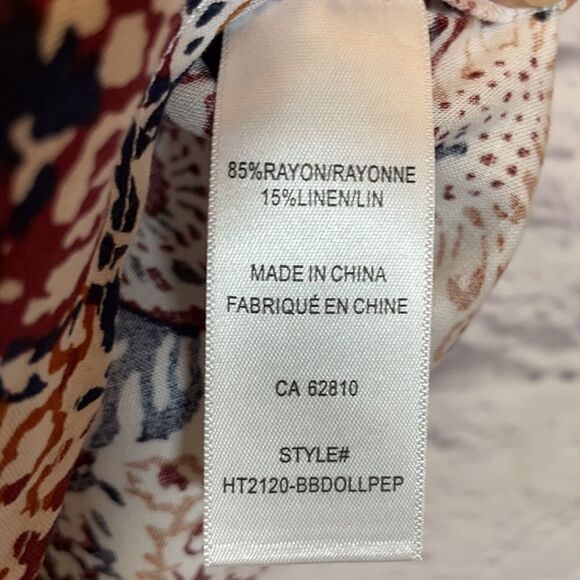 85%RAYON/RAYONNE
15%LINEN/LIN
MADE IN CHINA
FABRIQUÉ EN CHINE
CA 62810
STYLE#
HT2120-BBDOLLPEP